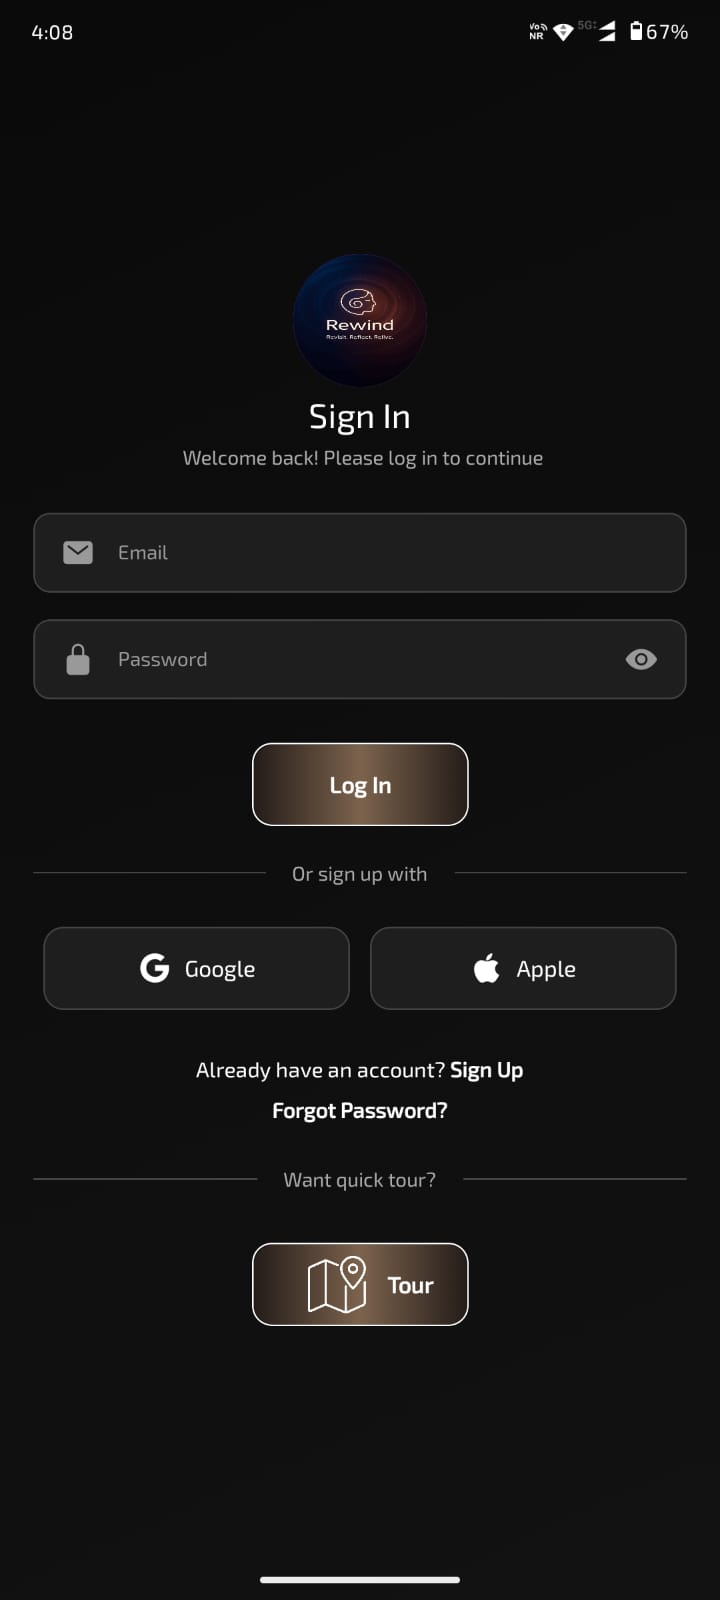 4:08
Vo NR 5G 67%
Rewind
Revisit. Reflect. Relive.
Sign In
Welcome back! Please log in to continue
Email
Password
Log In
Or sign up with
Google
Apple
Already have an account? Sign Up
Forgot Password?
Want quick tour?
Tour